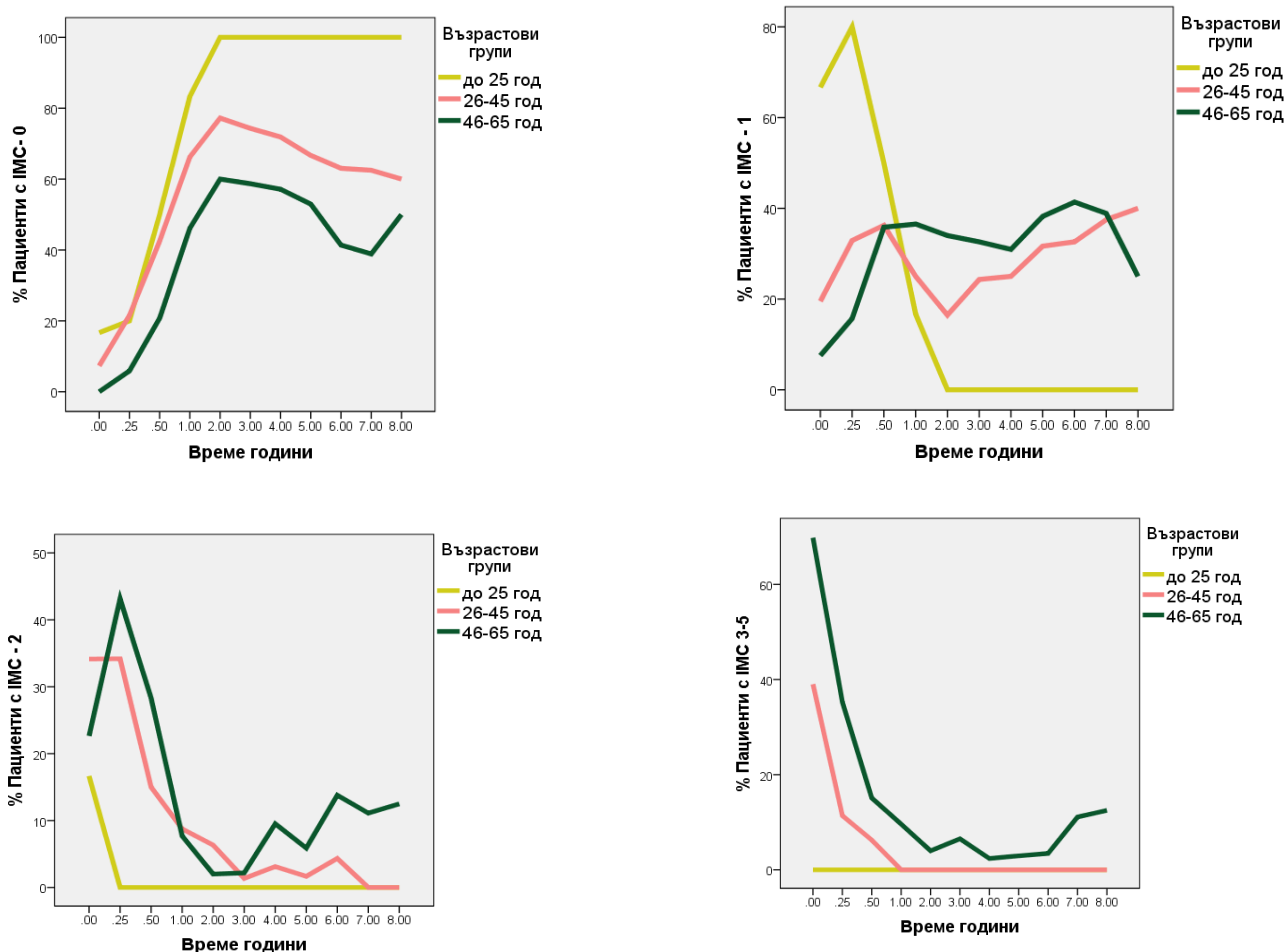 % Пациенти с IMC- 0
100
80
60
40
20
0
.00 .25 .50 1.00 2.00 3.00 4.00 5.00 6.00 7.00 8.00
Време години
Възрастови
групи
до 25 год
26-45 год
46-65 год
% Пациенти с IMC - 1
80
60
40
20
0
.00 .25 .50 1.00 2.00 3.00 4.00 5.00 6.00 7.00 8.00
Време години
Възрастови
групи
до 25 год
26-45 год
46-65 год
% Пациенти с IMC - 2
50
40
30
20
10
0
.00 .25 .50 1.00 2.00 3.00 4.00 5.00 6.00 7.00 8.00
Време години
Възрастови
групи
до 25 год
26-45 год
46-65 год
% Пациенти с IMC 3-5
60
40
20
0
.00 .25 .50 1.00 2.00 3.00 4.00 5.00 6.00 7.00 8.00
Време години
Възрастови
групи
до 25 год
26-45 год
46-65 год